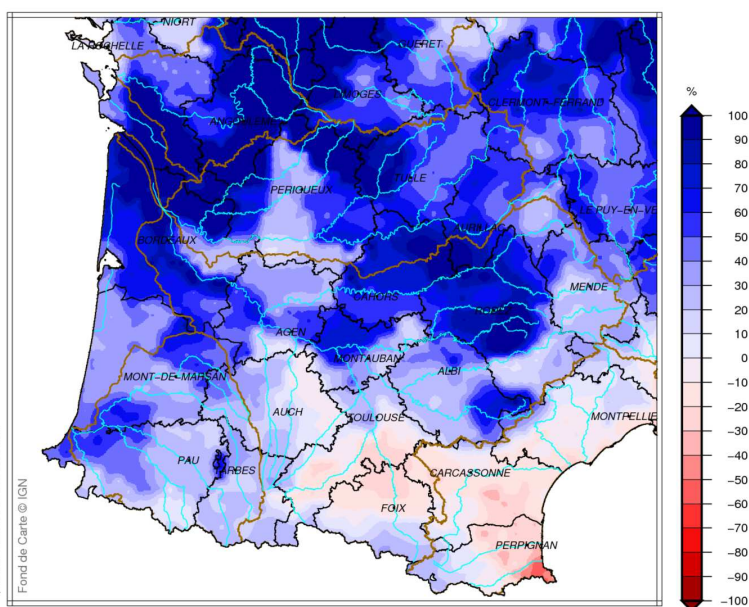 NIORT
LA ROCHELLE
GUERET
LIMOGES
CLERMONT-FERRAND
ANGOULEME
TULLE
PERIGUEUX
LE PUY-EN-VE
AURILLAC
BORDEAUX
MENDE
CAHORS
RODEZ
AGEN
MONTAUBAN
ALBI
MONT-DE-MARSAN
AUCH
TOULOUSE
MONTPELLIE
PAU
TARBES
CARCASSONNE
FOIX
PERPIGNAN
Fond de Carte © IGN
%
100
90
80
70
60
50
40
30
20
10
0
-10
-20
-30
-40
-50
-60
-70
-80
-90
-100